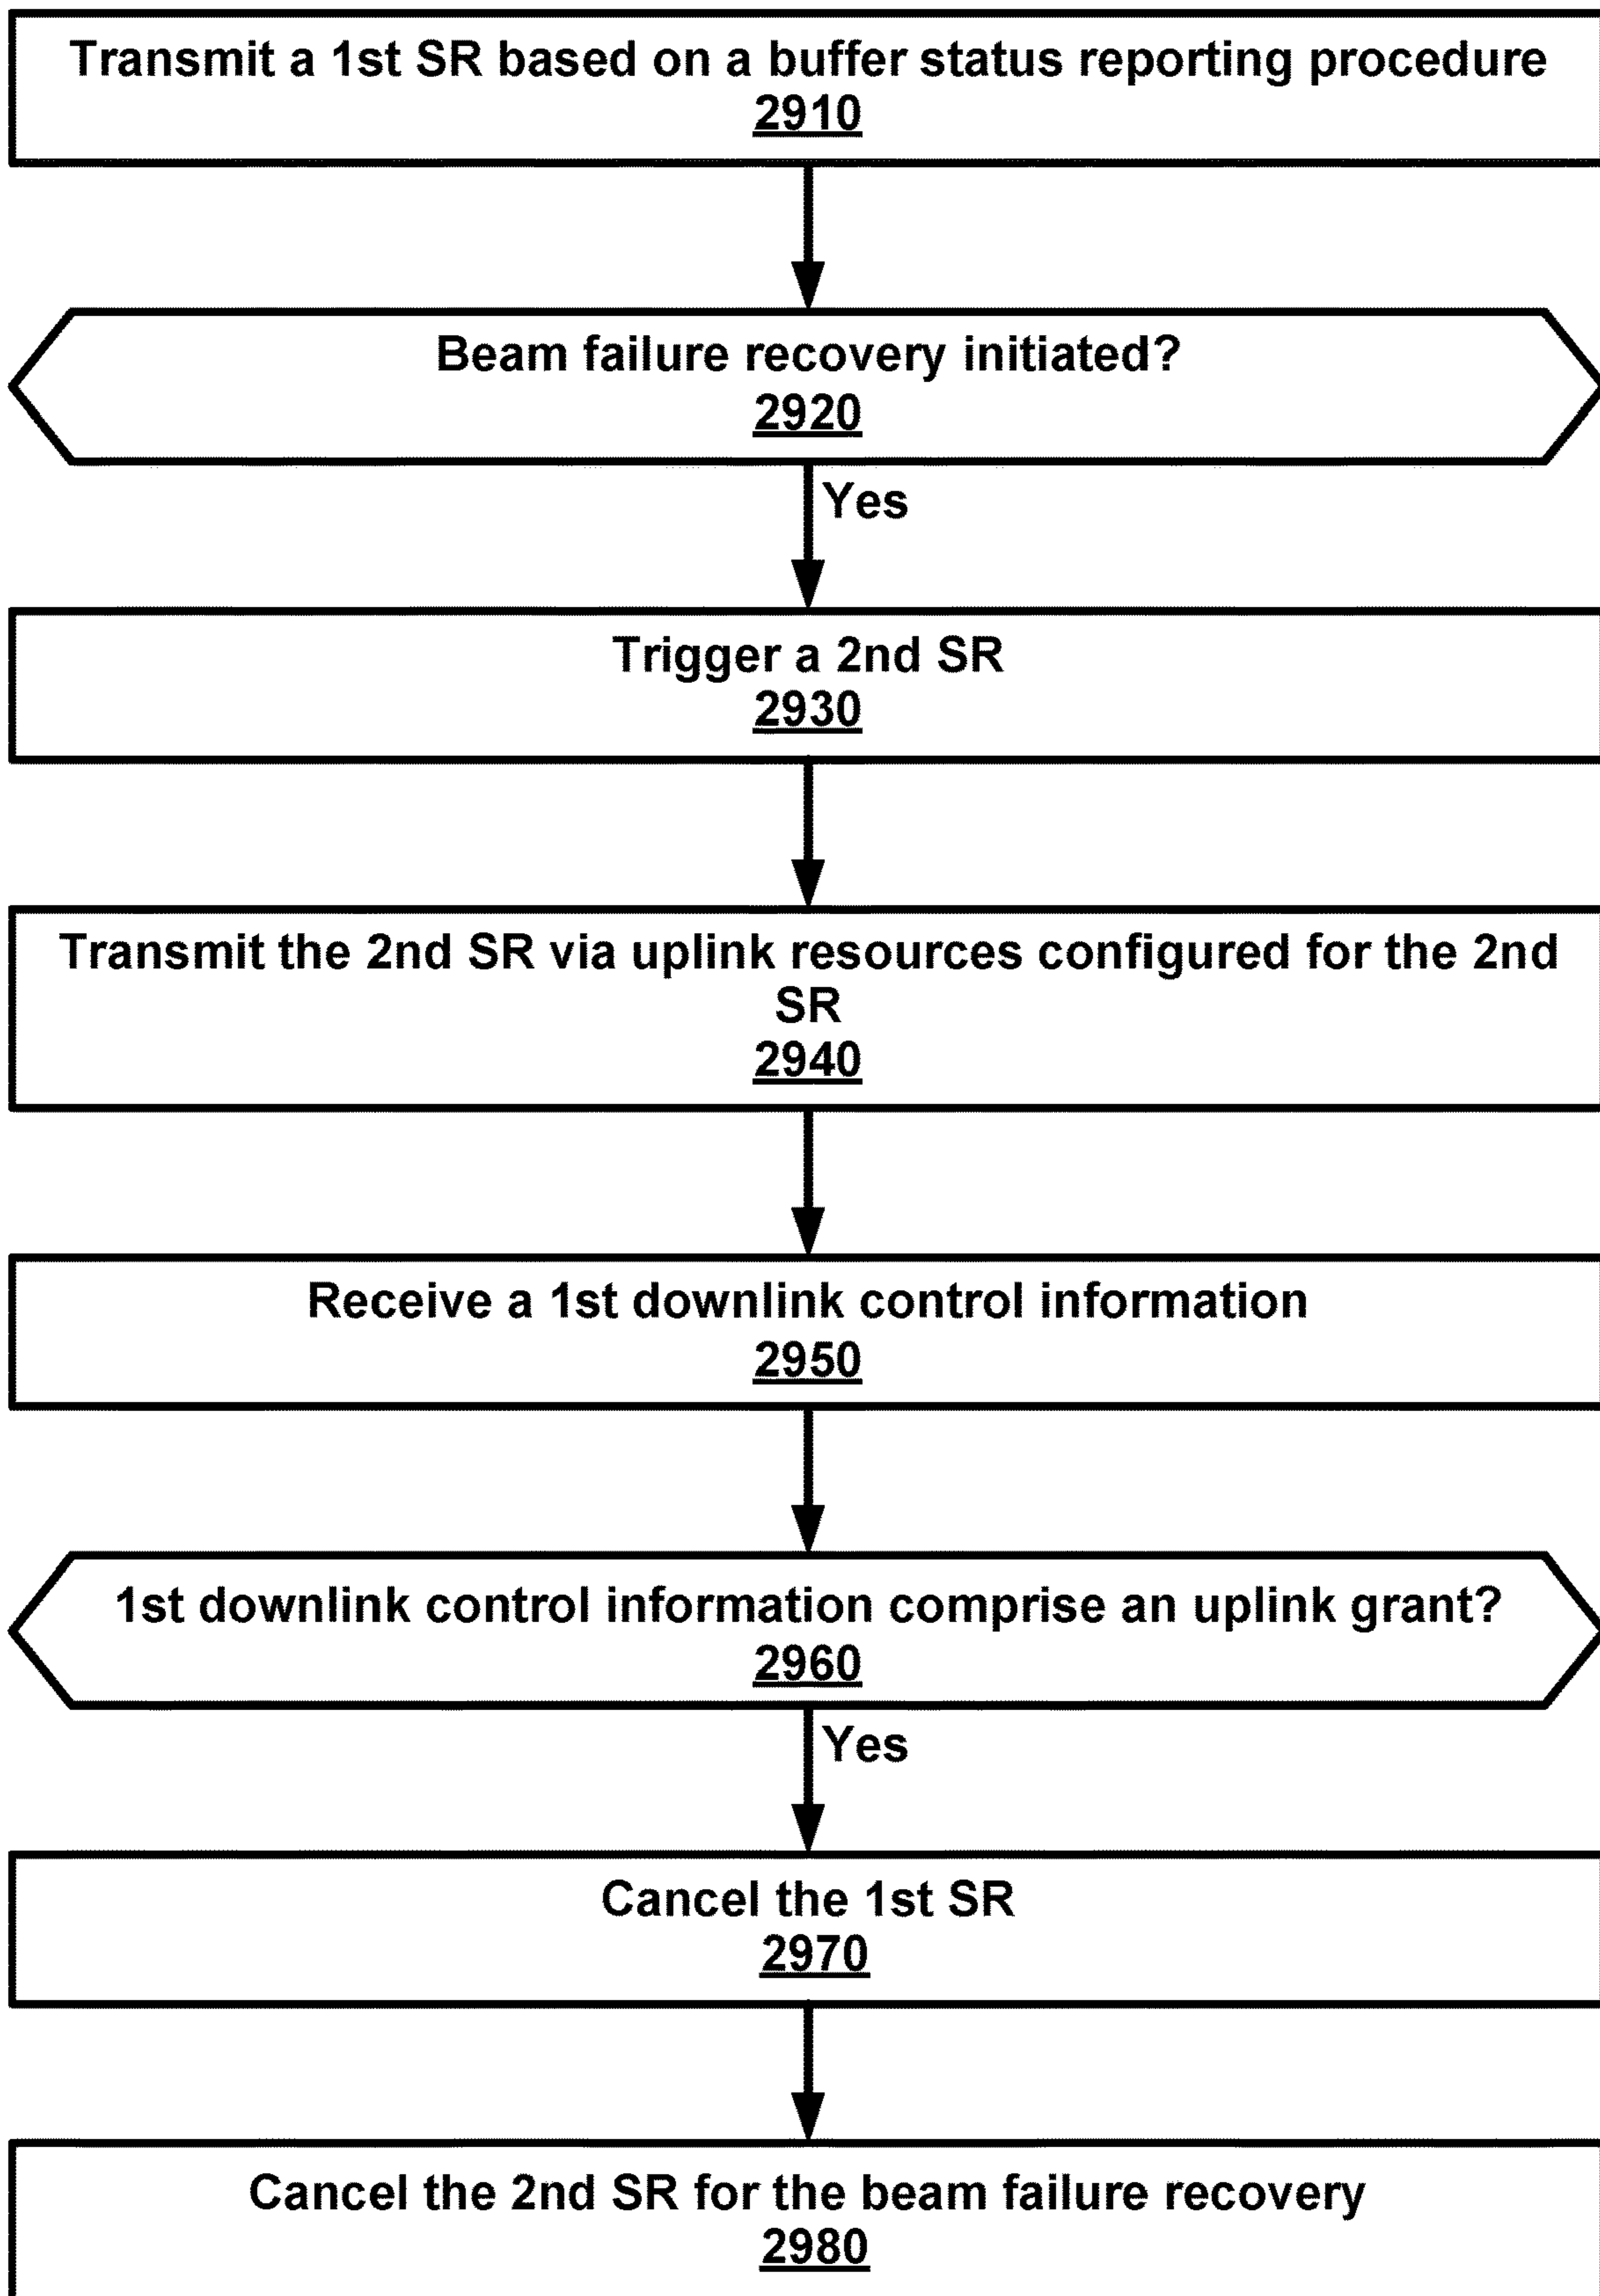 Transmit a 1st SR based on a buffer status reporting procedure
2910
Beam failure recovery initiated?
2920
Yes
Trigger a 2nd SR
2930
Transmit the 2nd SR via uplink resources configured for the 2nd
SR
2940
Receive a 1st downlink control information
2950
1st downlink control information comprise an uplink grant?
2960
Yes
Cancel the 1st SR
2970
Cancel the 2nd SR for the beam failure recovery
2980